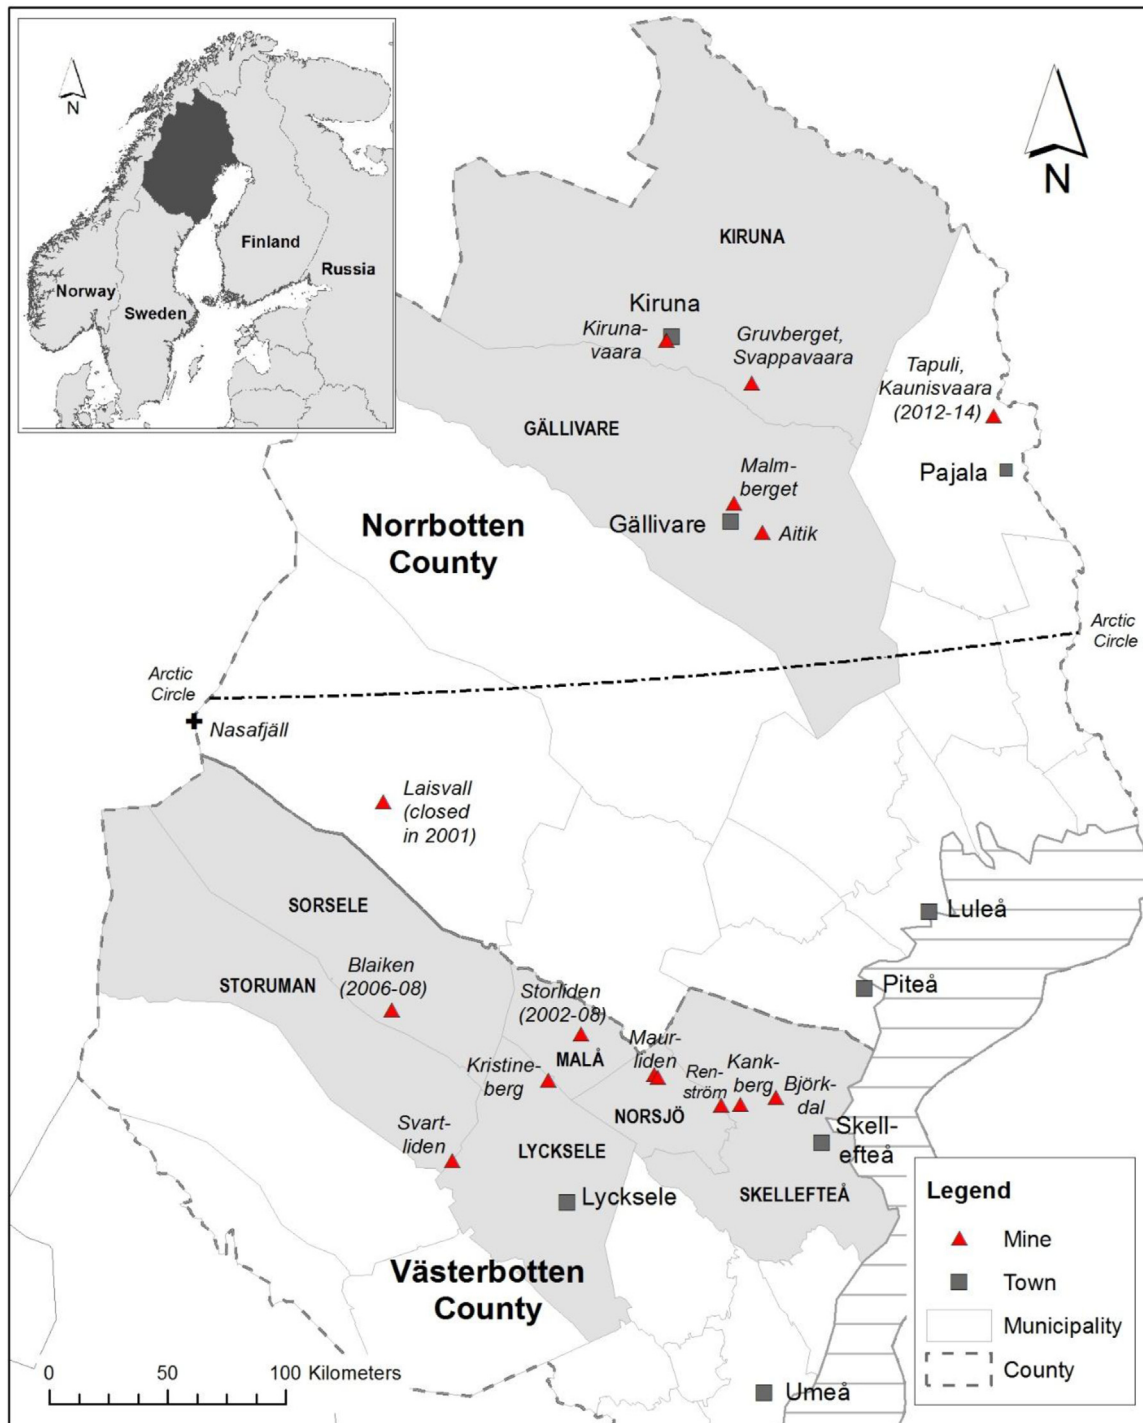 N
Norway
Sweden
Finland
Russia
N
KIRUNA
Kiruna
Kiruna-
vaara
Gruvberget,
Svappavaara
Tapuli,
Kaunisvaara
(2012-14)
Pajala
GÄLLIVARE
Malm-
berget
Gällivare
Aitik
Norrbotten
County
Arctic
Circle
Arctic
Circle
Nasafjäll
Laisvall
(closed
in 2001)
SORSELE
Luleå
STORUMAN
Blaiken
(2006-08)
Storliden
(2002-08)
Piteå
MALÅ
Maur-
liden
Kristine-
berg
Ren-
ström
Kank-
berg
Björk-
dal
NORSJÖ
Svart-
liden
LYCKSELE
Skell-
efteå
SKELLEFTEÅ
Lycksele
Västerbotten
County
Umeå
Legend
Mine
Town
Municipality
County
0 50 100 Kilometers